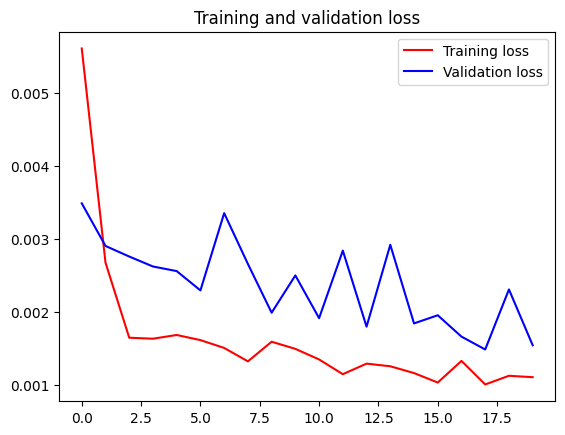 Training and validation loss
Training loss
Validation loss
0.005
0.004
0.003
0.002
0.001
0.0 2.5 5.0 7.5 10.0 12.5 15.0 17.5